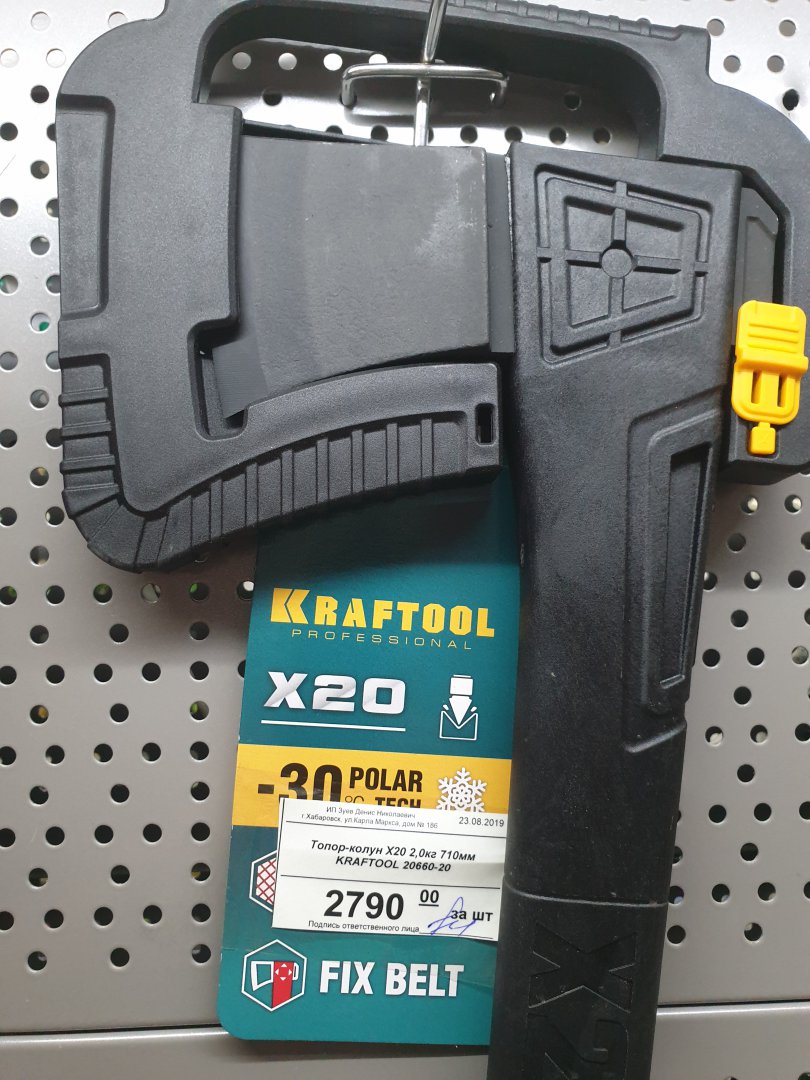 KRAFTOOL
PROFESSIONAL
X20
-30 POLAR
°C TECH
ИП Зуев Денис Николаевич
г.Хабаровск, ул.Карла Маркса, дом № 186
23.08.2019
Топор-колун X20 2,0кг 710мм
KRAFTOOL 20660-20
2790 00 за шт
Подпись ответственного лица
FIX BELT
X2